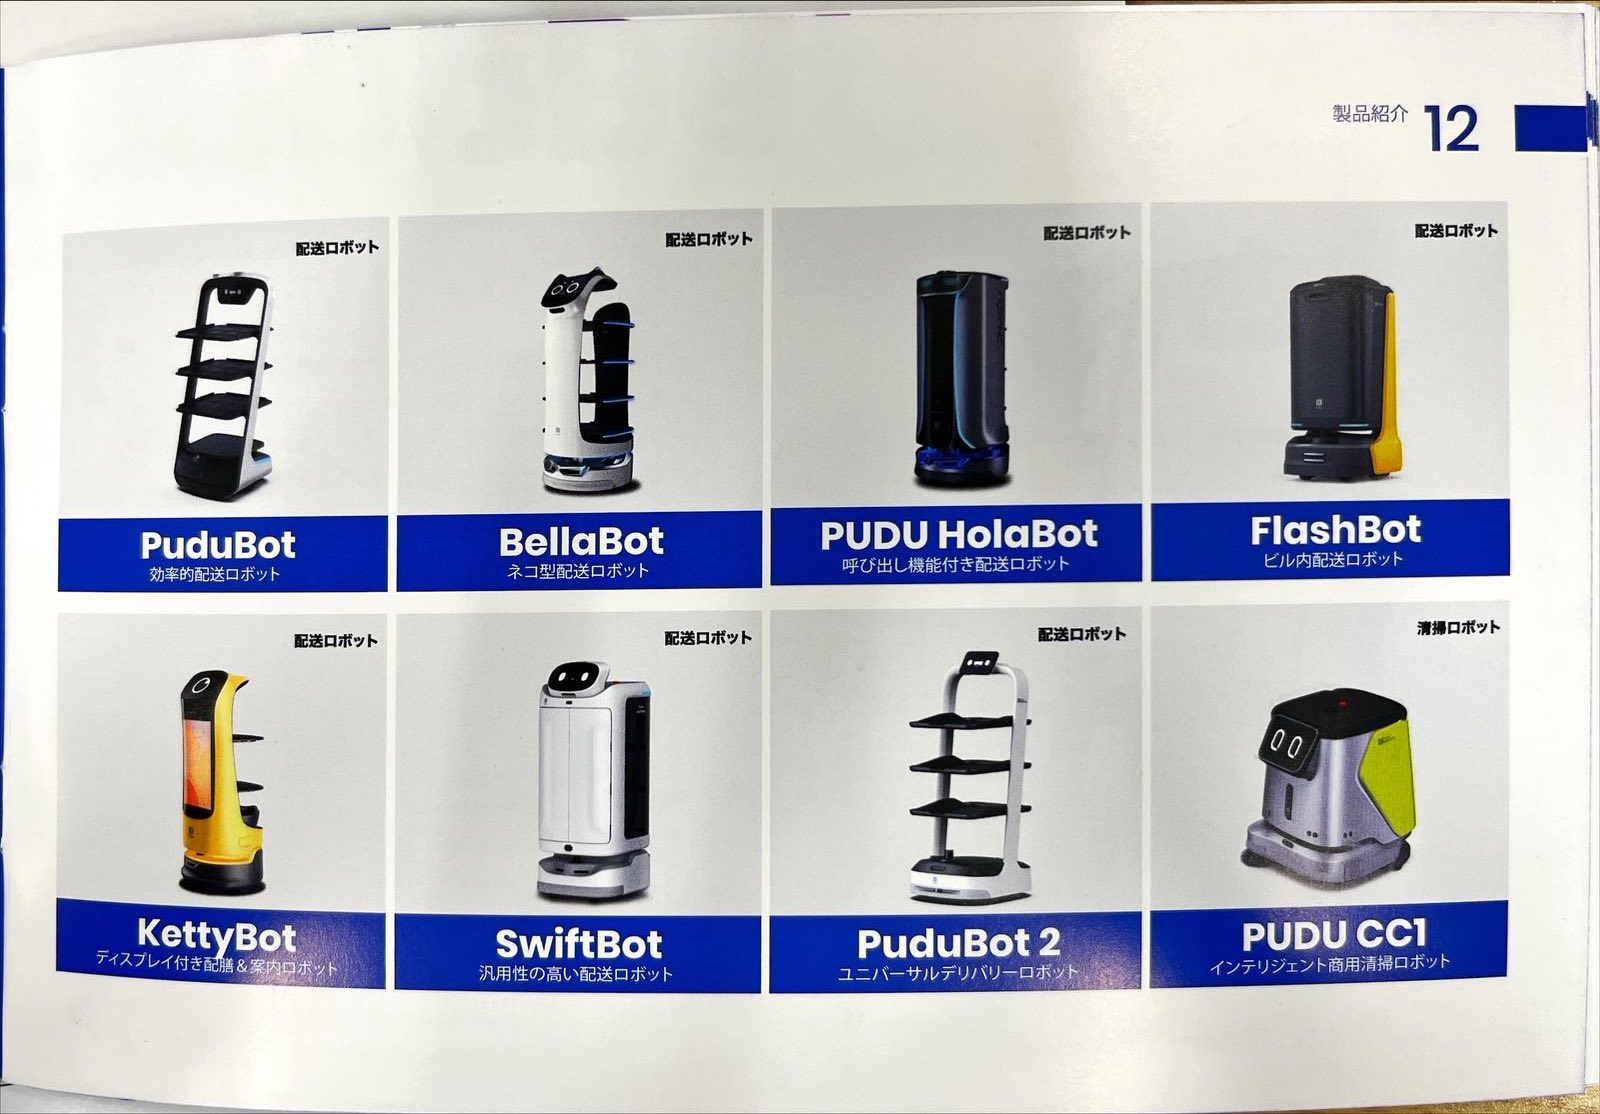 製品紹介 12
配送ロボット
PuduBot
効率的配送ロボット
配送ロボット
BellaBot
ネコ型配送ロボット
配送ロボット
PUDU HolaBot
呼び出し機能付き配送ロボット
配送ロボット
FlashBot
ビル内配送ロボット
配送ロボット
KettyBot
ディスプレイ付き配膳&案内ロボット
配送ロボット
SwiftBot
汎用性の高い配送ロボット
配送ロボット
PuduBot 2
ユニバーサルデリバリーロボット
清掃ロボット
PUDU CC1
インテリジェント商用清掃ロボット